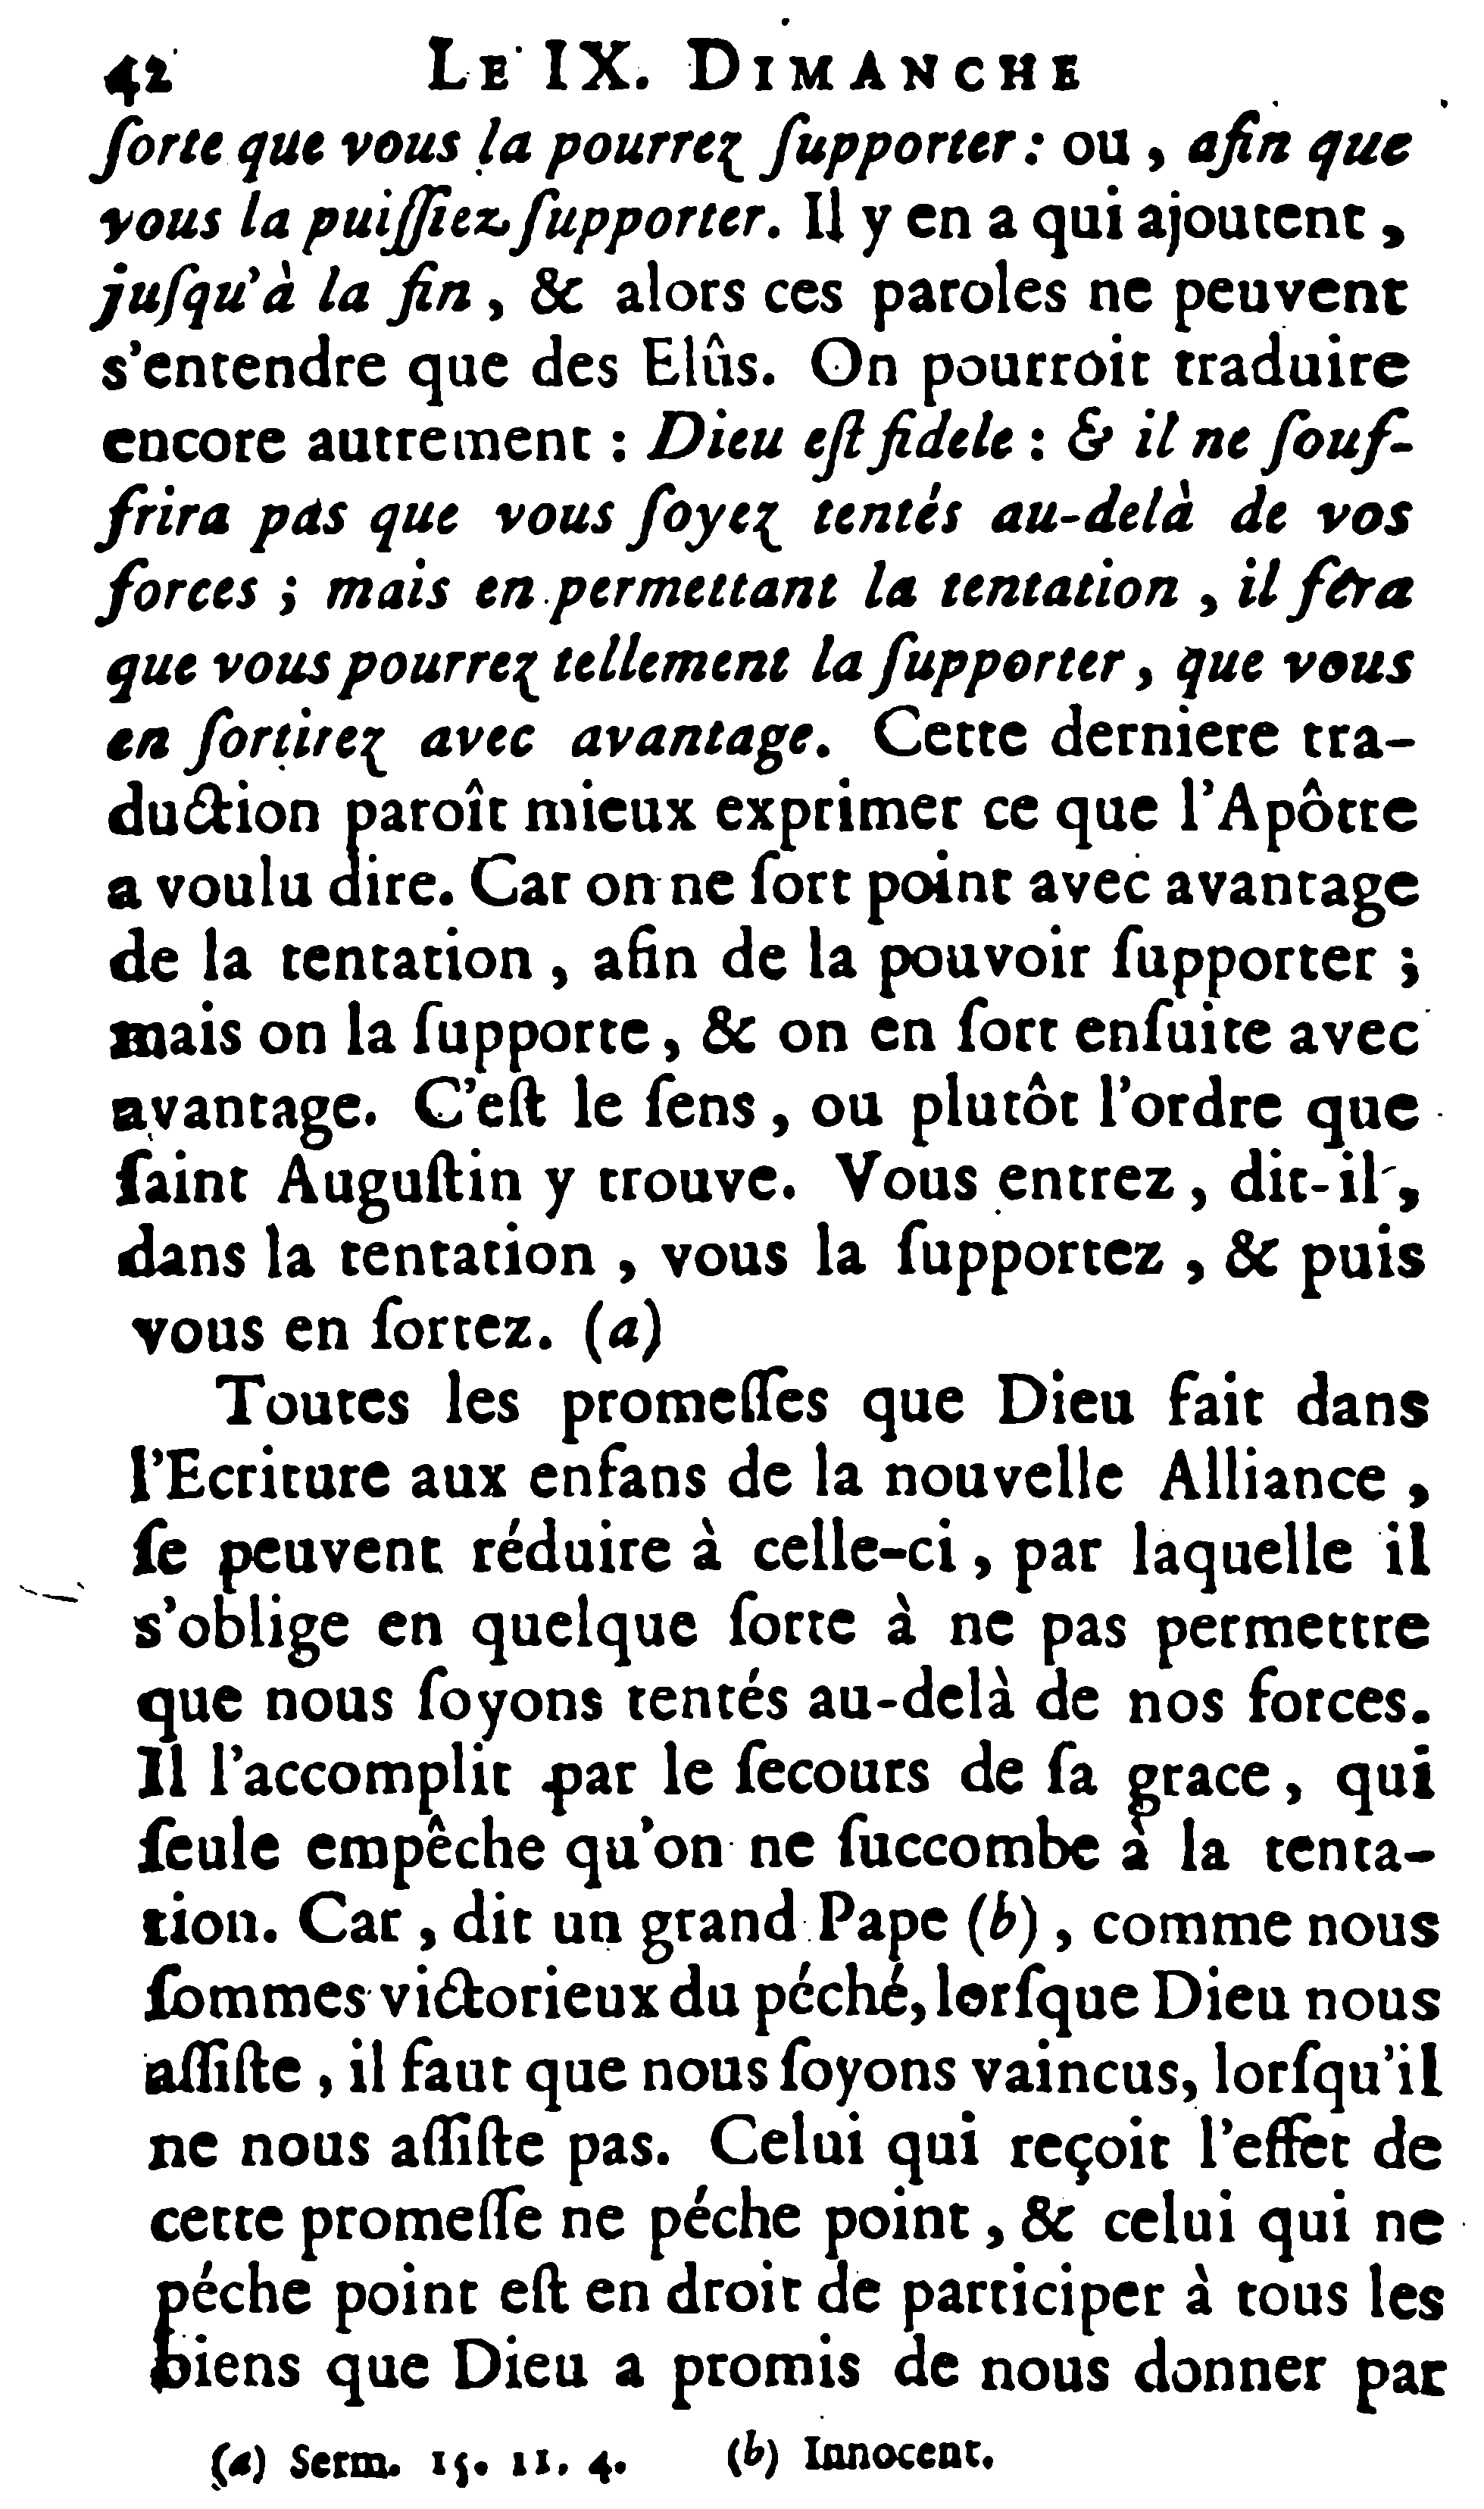 42 LE IX. DIMANCHE
ſorte que vous la pourrez ſupporter : ou, afin que
vous la puiſſiez ſupporter. Il y en a qui ajoutent,
juſqu'à la fin, & alors ces paroles ne peuvent
s'entendre que des Elûs. On pourroit traduire
encore autrement : Dieu eſt fidele : & il ne ſouf-
frira pas que vous ſoyez tentés au-delà de vos
forces ; mais en permettant la tentation, il fera
que vous pourrez tellement la ſupporter, que vous
en ſortirez avec avantage. Cette derniere tra-
duction paroît mieux exprimer ce que l'Apôtre
a voulu dire. Car on ne ſort point avec avantage
de la tentation, afin de la pouvoir ſupporter ;
mais on la ſupporte, & on en ſort enſuite avec
avantage. C'eſt le ſens, ou plutôt l'ordre que
ſaint Auguſtin y trouve. Vous entrez, dit-il,
dans la tentation, vous la ſupportez, & puis
vous en ſortez. (a)
Toutes les promeſſes que Dieu fait dans
l'Ecriture aux enfans de la nouvelle Alliance,
ſe peuvent réduire à celle-ci, par laquelle il
s'oblige en quelque ſorte à ne pas permettre
que nous ſoyons tentés au-delà de nos forces.
Il l'accomplit par le ſecours de ſa grace, qui
ſeule empêche qu'on ne ſuccombe à la tenta-
tion. Car, dit un grand Pape (b), comme nous
ſommes victorieux du péché, lorſque Dieu nous
aſſiſte, il faut que nous ſoyons vaincus, lorſqu'il
ne nous aſſiſte pas. Celui qui reçoit l'effet de
cette promeſſe ne péche point, & celui qui ne
péche point eſt en droit de participer à tous les
biens que Dieu a promis de nous donner par
(a) Serm. 15. 11. 4. (b) Innocent.